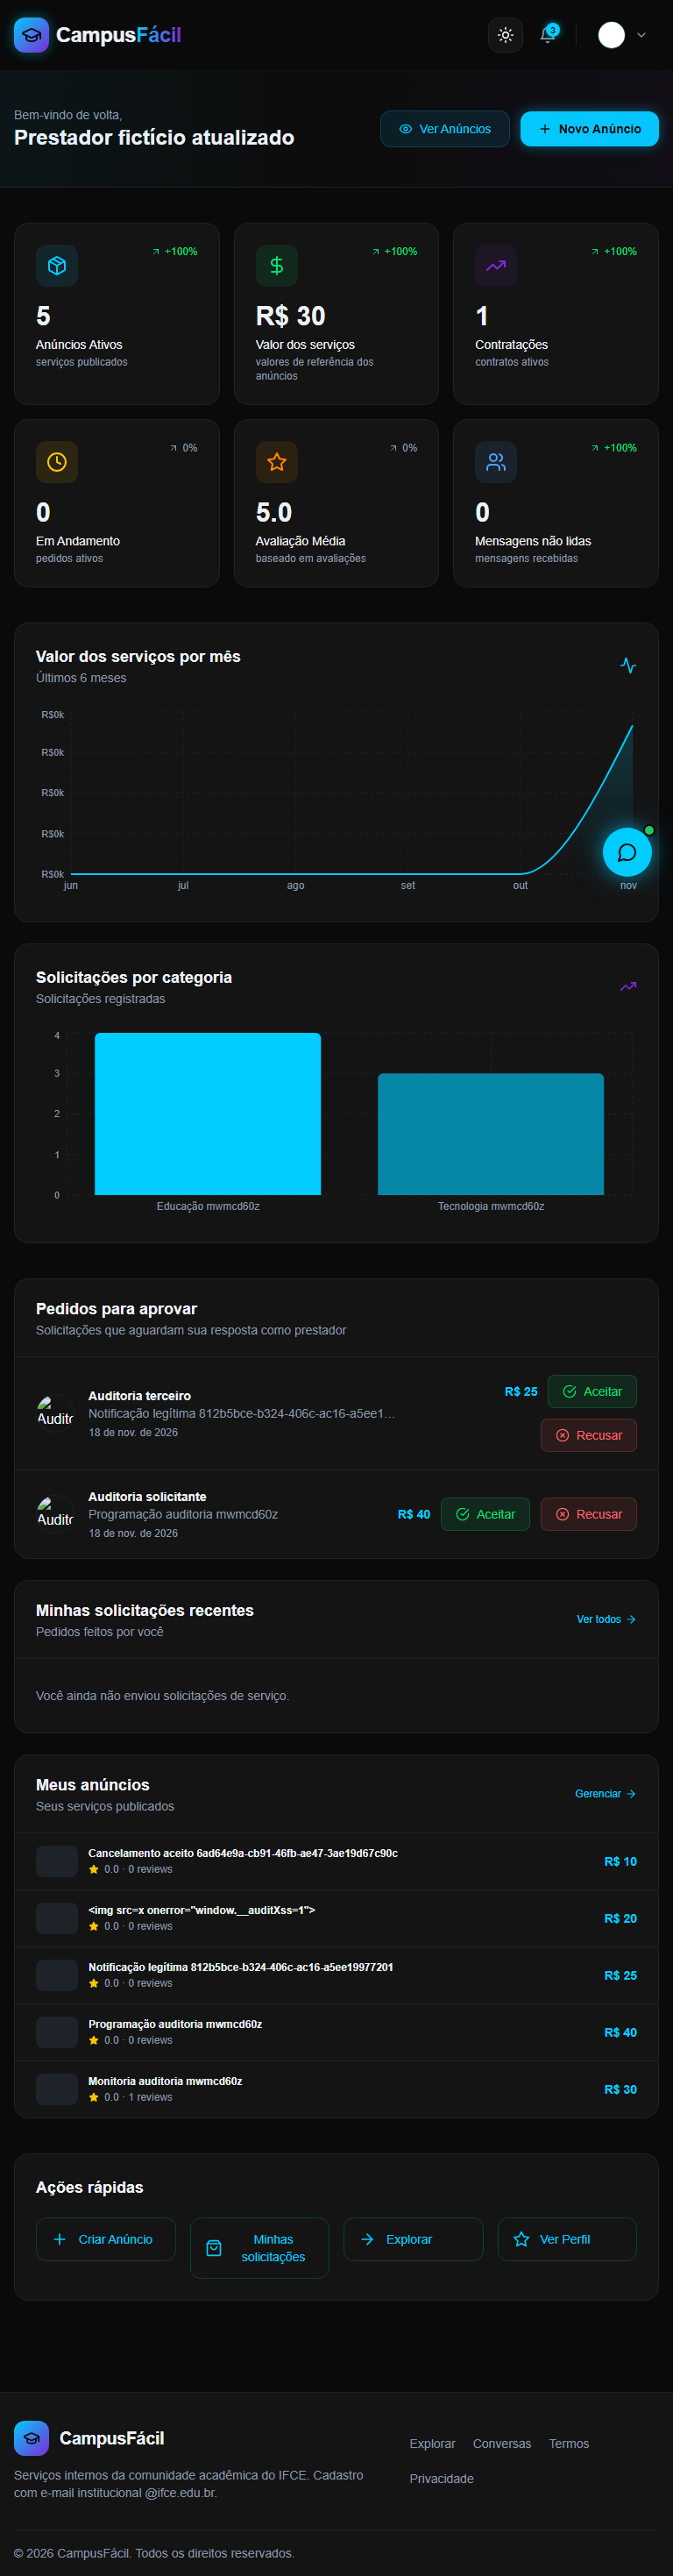 CampusFácil
3
Bem-vindo de volta,
Prestador fictício atualizado
Ver Anúncios
Novo Anúncio
+100%
5
Anúncios Ativos
serviços publicados
+100%
R$ 30
Valor dos serviços
valores de referência dos
anúncios
+100%
1
Contratações
contratos ativos
0%
0
Em Andamento
pedidos ativos
0%
5.0
Avaliação Média
baseado em avaliações
+100%
0
Mensagens não lidas
mensagens recebidas
Valor dos serviços por mês
Últimos 6 meses
R$0k
R$0k
R$0k
R$0k
R$0k
jun
jul
ago
set
out
nov
Solicitações por categoria
Solicitações registradas
4
3
2
1
0
Educação mwmcd60z
Tecnologia mwmcd60z
Pedidos para aprovar
Solicitações que aguardam sua resposta como prestador
Audito
Auditoria terceiro
Notificação legítima 812b5bce-b324-406c-ac16-a5ee1…
18 de nov. de 2026
R$ 25
Aceitar
Recusar
Audito
Auditoria solicitante
Programação auditoria mwmcd60z
18 de nov. de 2026
R$ 40
Aceitar
Recusar
Minhas solicitações recentes
Pedidos feitos por você
Ver todos
Você ainda não enviou solicitações de serviço.
Meus anúncios
Seus serviços publicados
Gerenciar
Cancelamento aceito 6ad64e9a-cb91-46fb-ae47-3ae19d67c90c
0.0 · 0 reviews
R$ 10
<img src=x onerror="window.__auditXss=1">
0.0 · 0 reviews
R$ 20
Notificação legítima 812b5bce-b324-406c-ac16-a5ee19977201
0.0 · 0 reviews
R$ 25
Programação auditoria mwmcd60z
0.0 · 0 reviews
R$ 40
Monitoria auditoria mwmcd60z
0.0 · 1 reviews
R$ 30
Ações rápidas
Criar Anúncio
Minhas
solicitações
Explorar
Ver Perfil
CampusFácil
Serviços internos da comunidade acadêmica do IFCE. Cadastro
com e-mail institucional @ifce.edu.br.
Explorar
Conversas
Termos
Privacidade
© 2026 CampusFácil. Todos os direitos reservados.